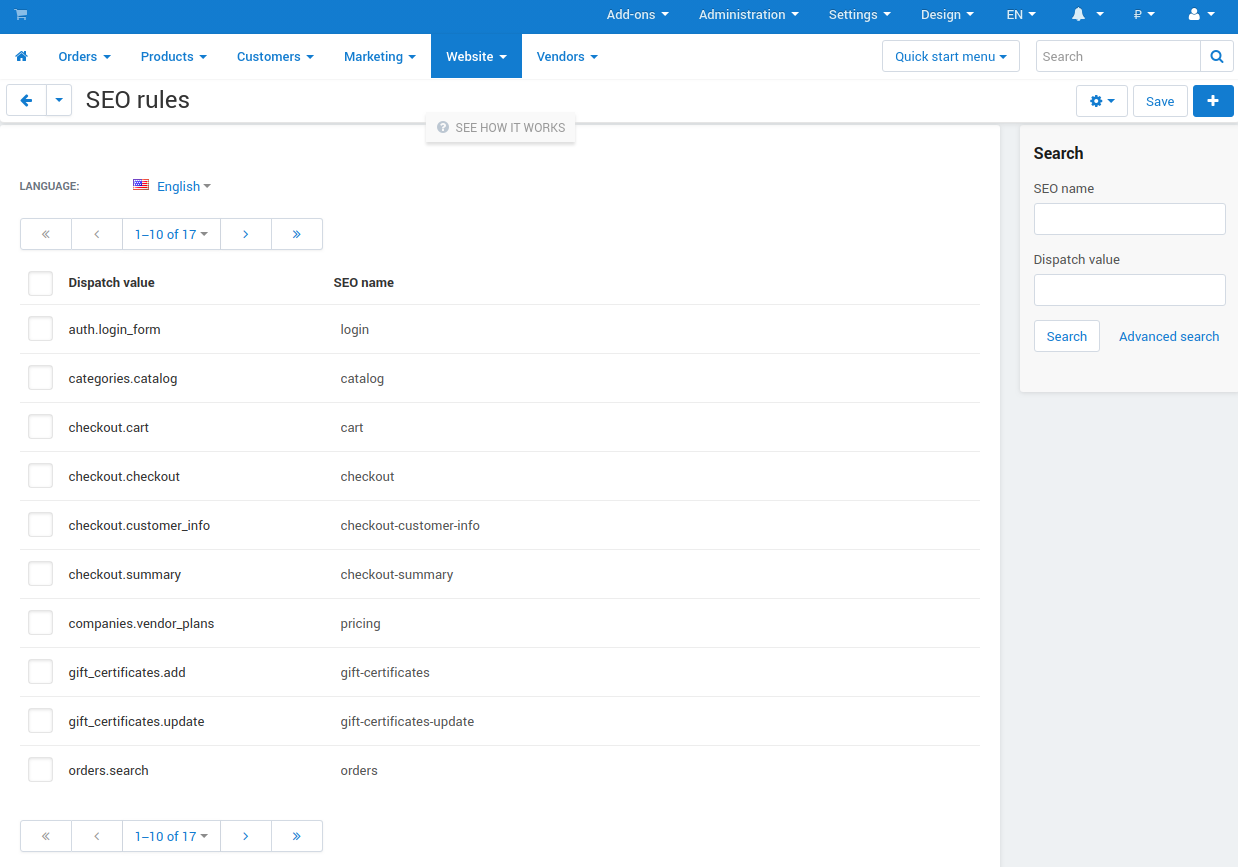 Add-ons Administration Settings Design EN ₽
Orders Products Customers Marketing Website Vendors Quick start menu Search
SEO rules Save
SEE HOW IT WORKS
Search
LANGUAGE: English
SEO name
« ‹ 1–10 of 17 › »
Dispatch value
Dispatch value SEO name
auth.login_form login
Search Advanced search
categories.catalog catalog
checkout.cart cart
checkout.checkout checkout
checkout.customer_info checkout-customer-info
checkout.summary checkout-summary
companies.vendor_plans pricing
gift_certificates.add gift-certificates
gift_certificates.update gift-certificates-update
orders.search orders
« ‹ 1–10 of 17 › »